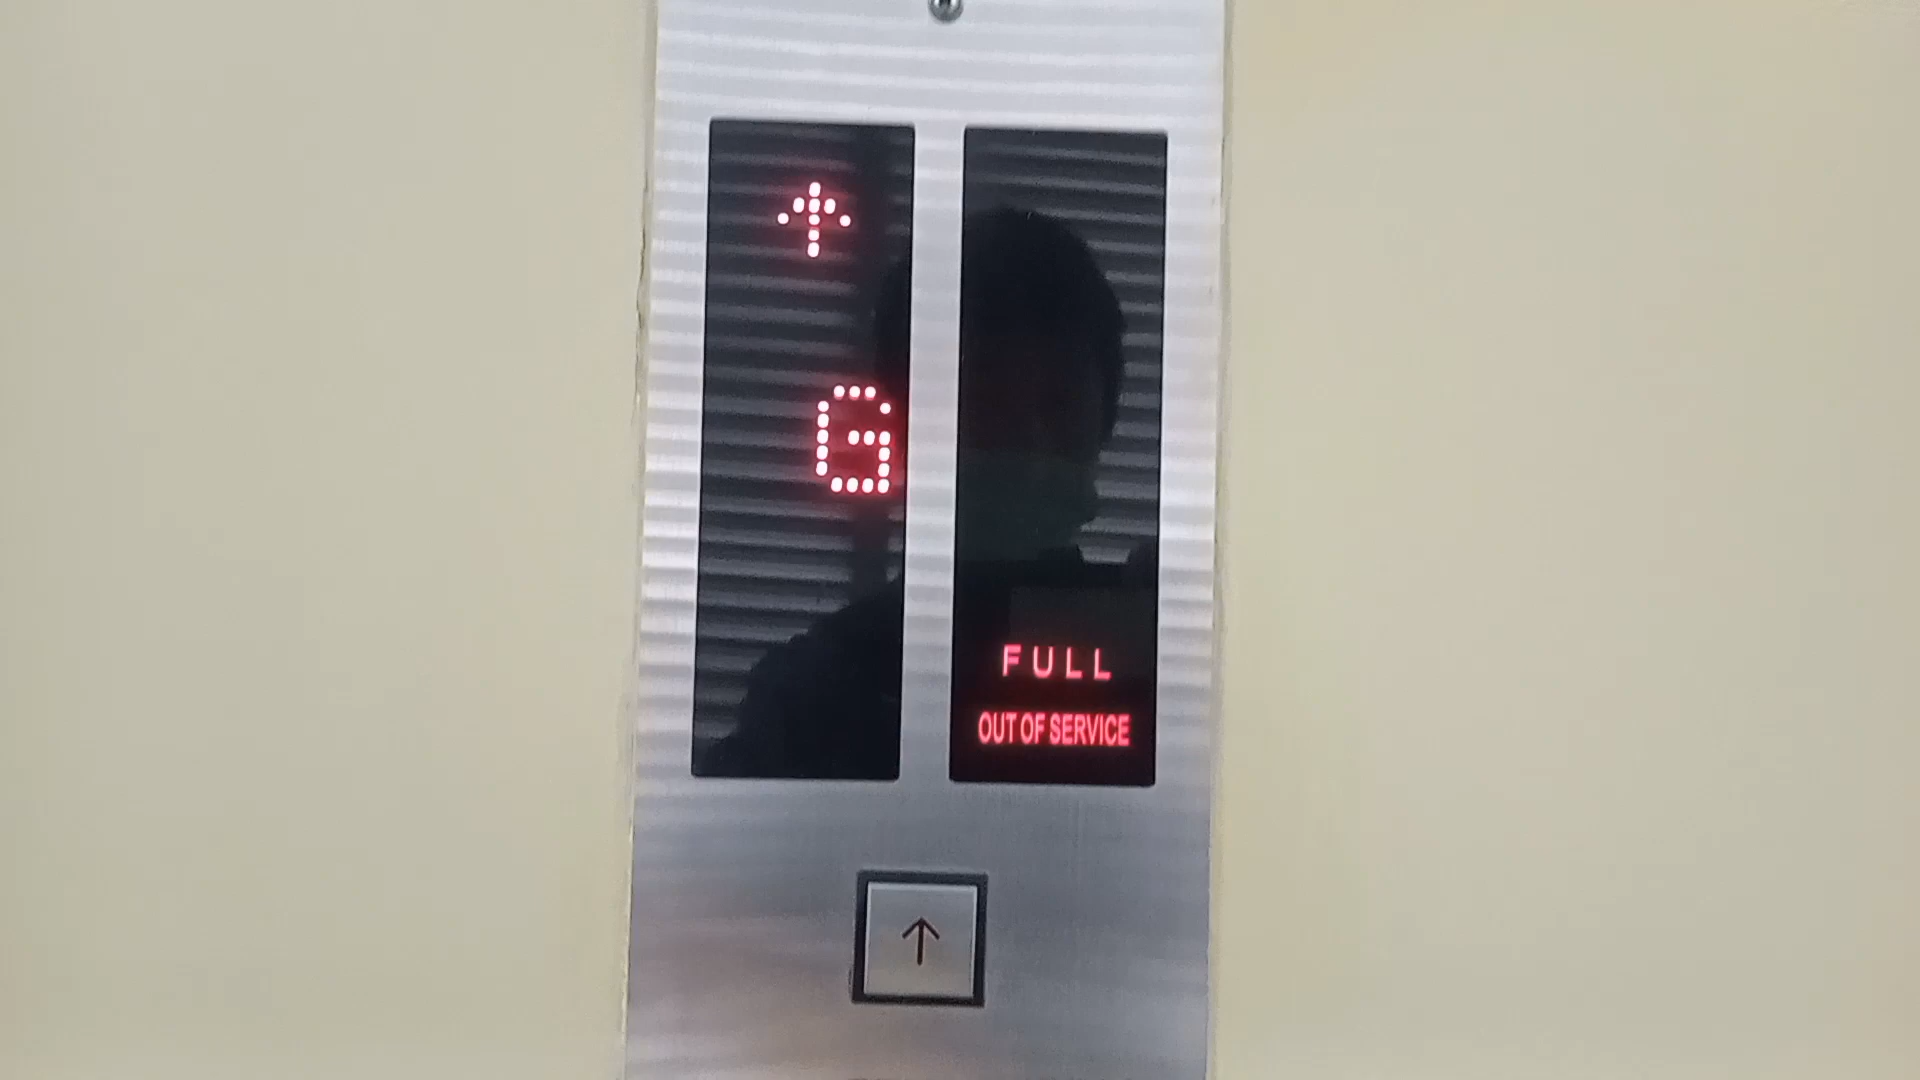 ↑
G
FULL
OUT OF SERVICE
↑